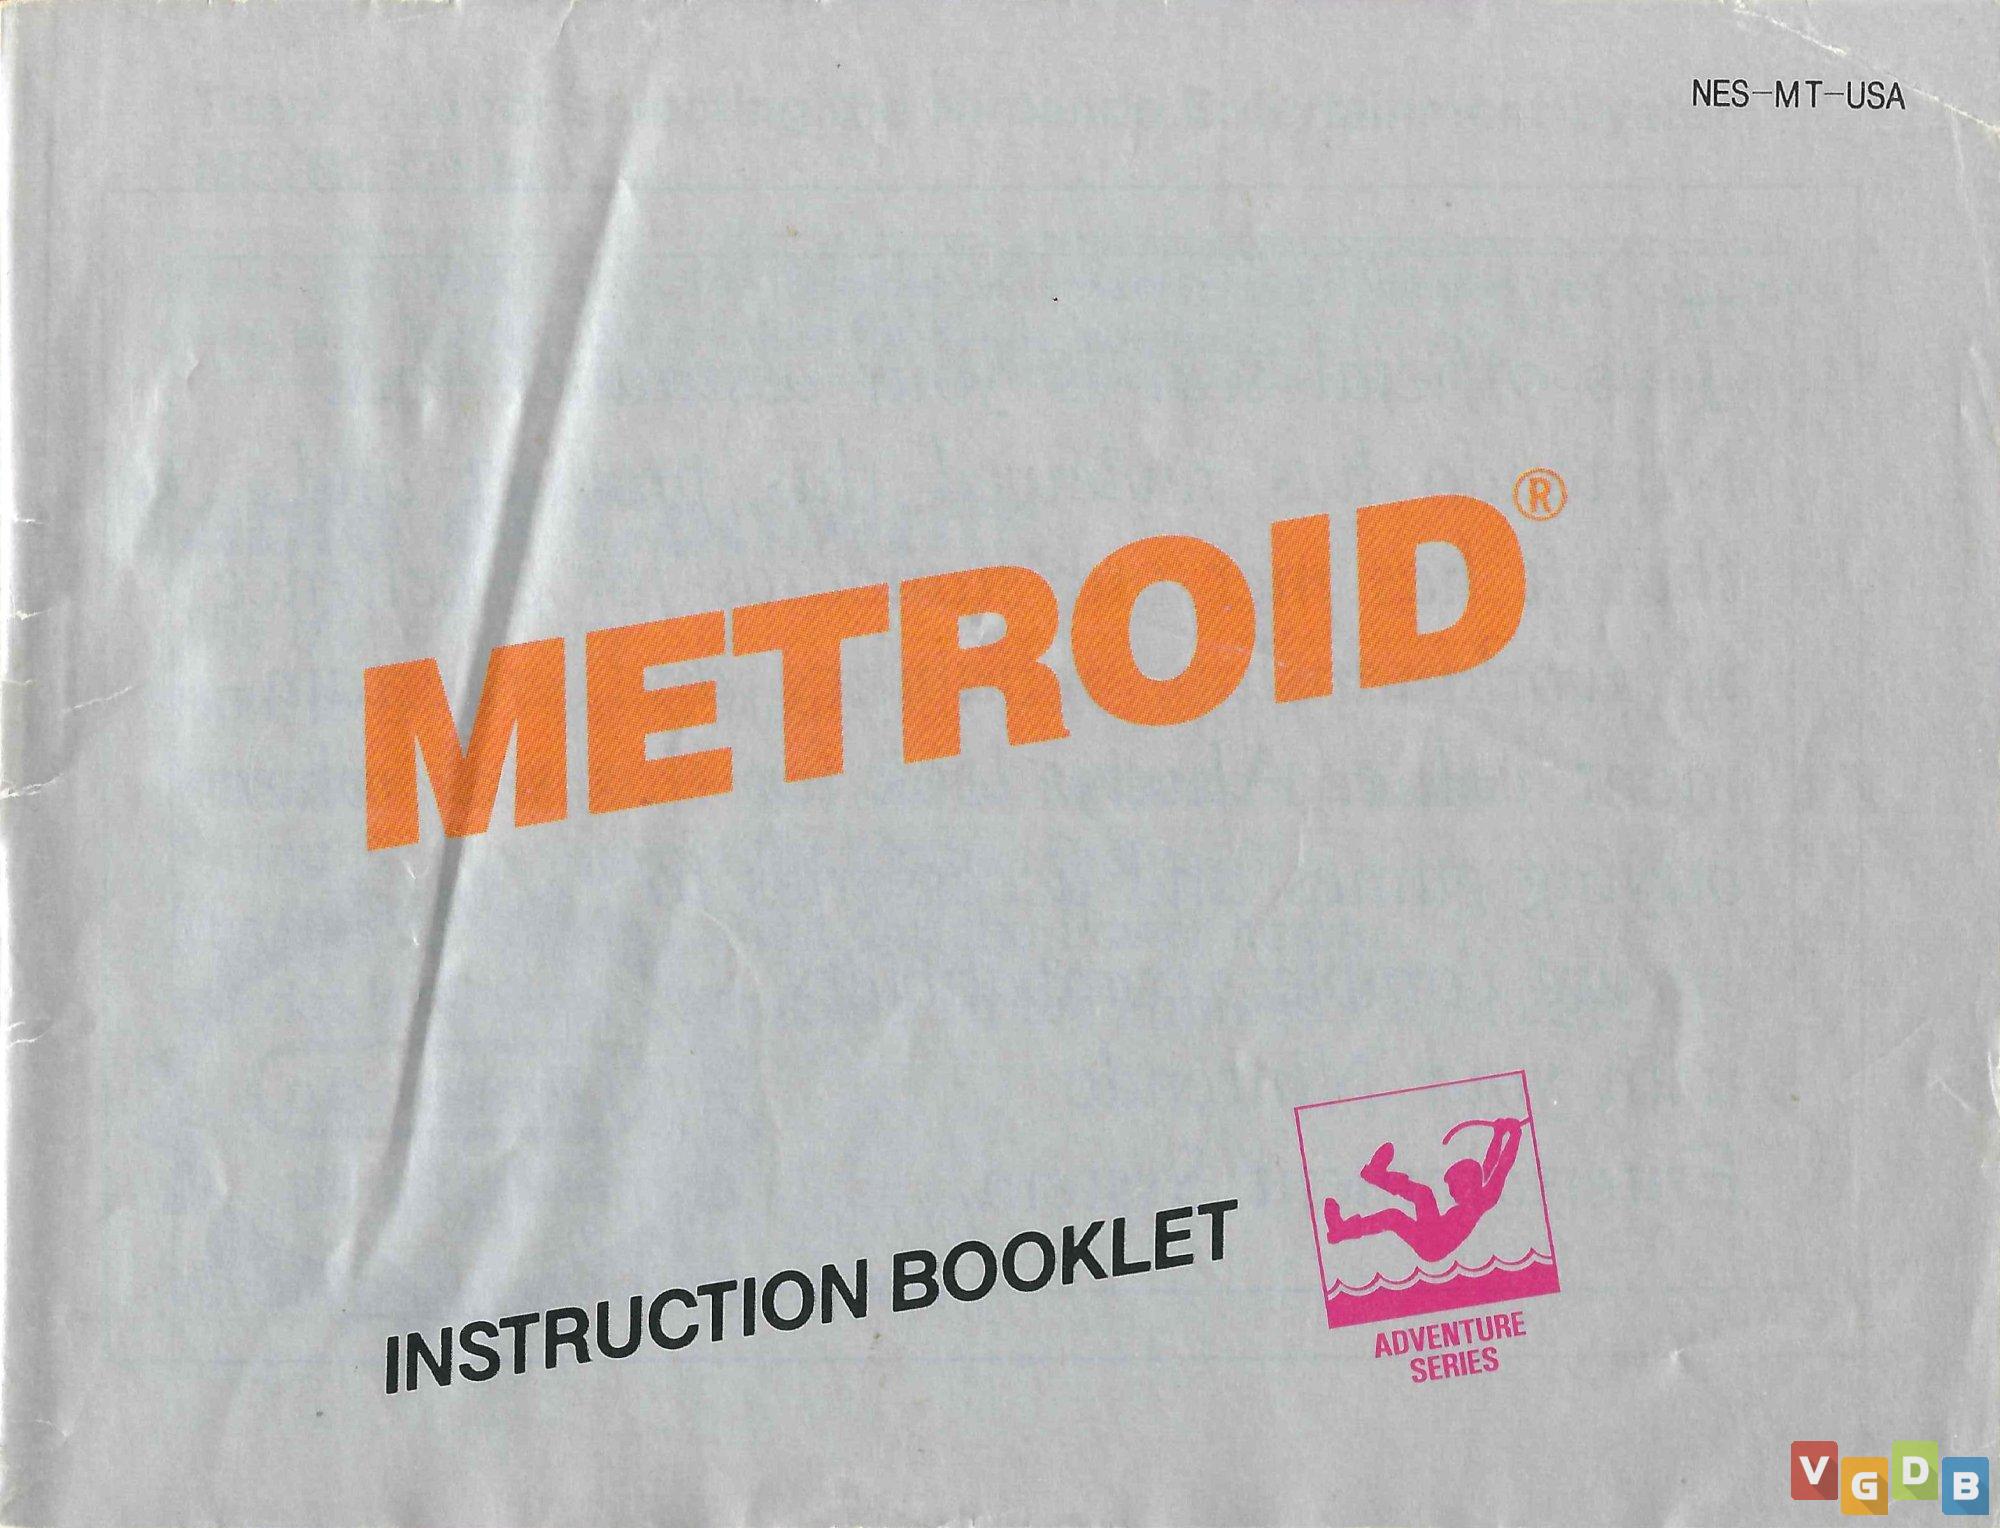 NES-MT-USA
METROID®
INSTRUCTION BOOKLET
ADVENTURE
SERIES
VGDB